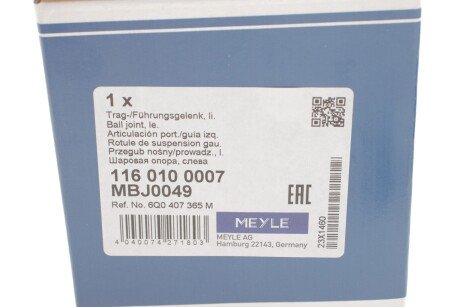 1 x
Trag-/Führungsgelenk, li.
Ball joint, le.
Articulación port./guía izq.
Rotule de suspension gau.
Przegub nośny/prowadz., l.
Шаровая опора, слева
116 010 0007
MBJ0049
Ref. No. 6Q0 407 365 M
4 040074 271803
MEYLE
MEYLE AG
Hamburg 22143, Germany
EAC
23X1460